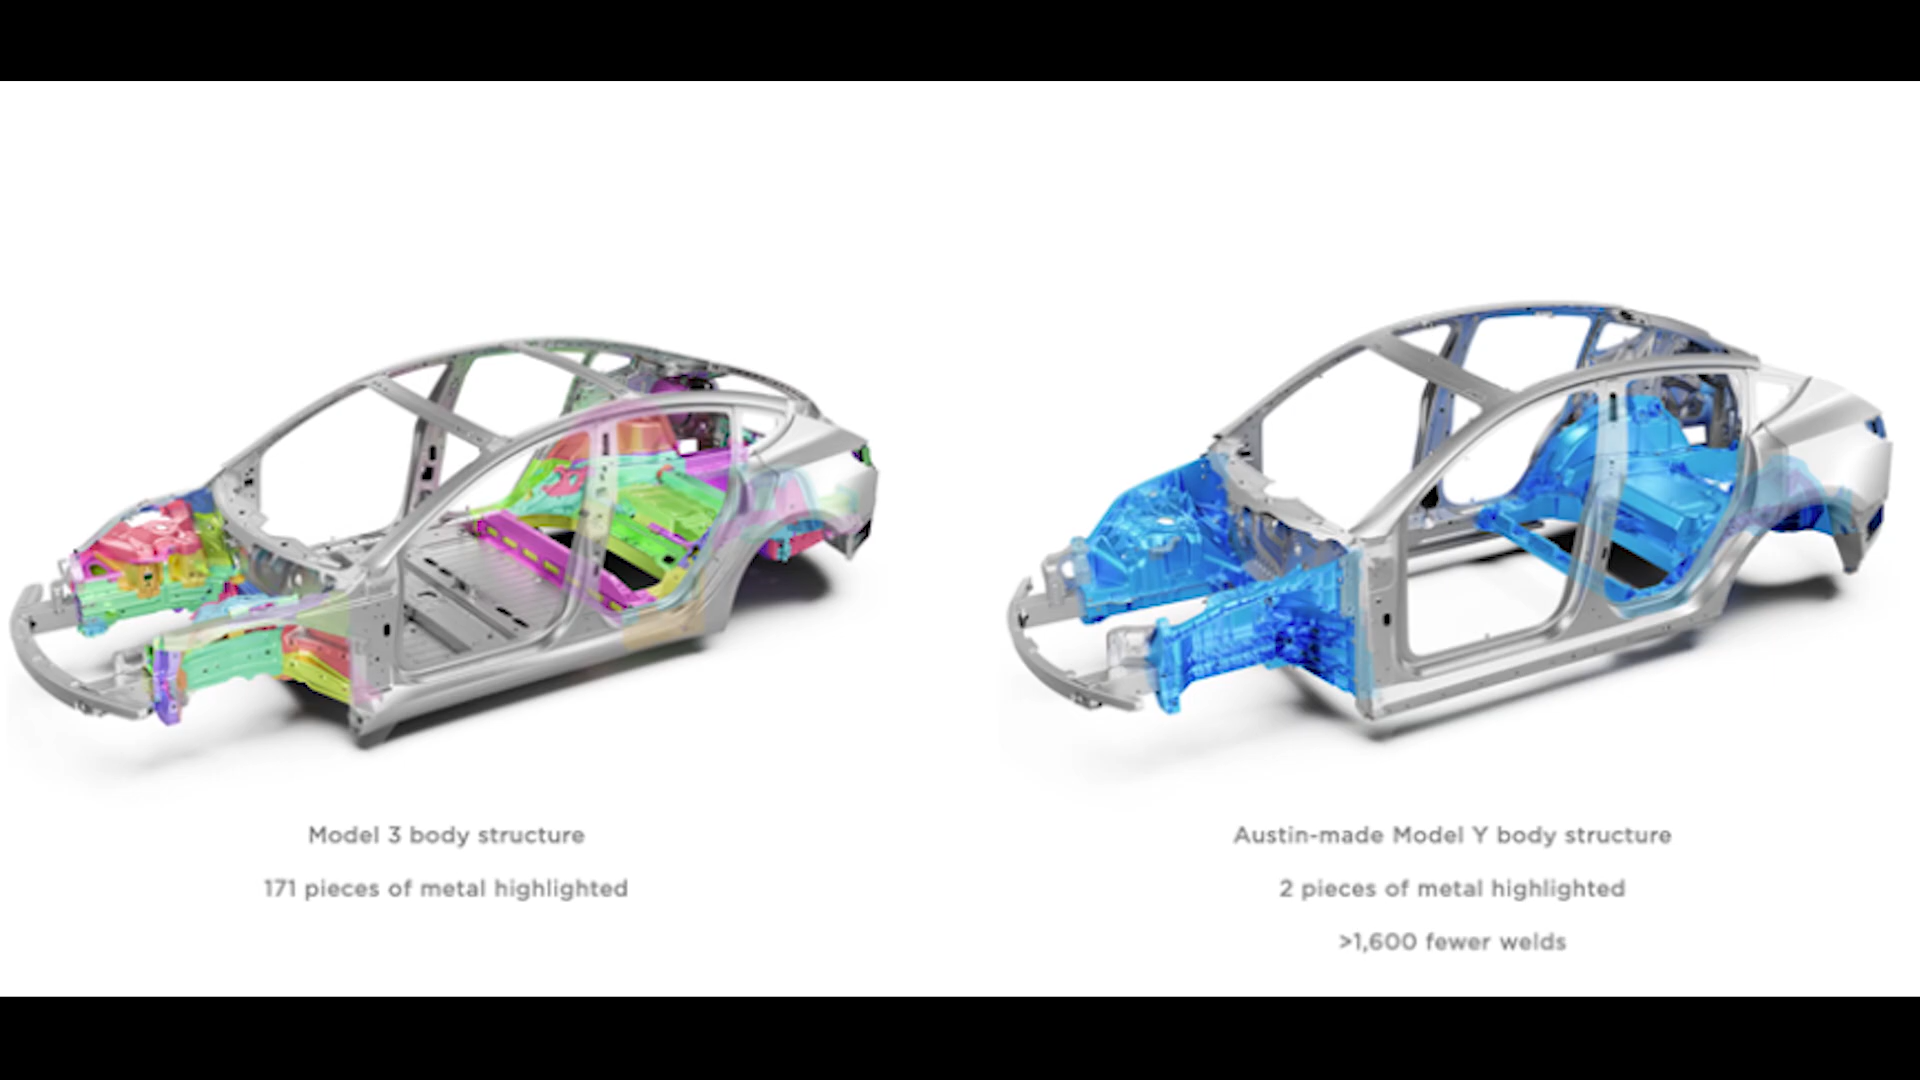 Model 3 body structure
171 pieces of metal highlighted
Austin-made Model Y body structure
2 pieces of metal highlighted
>1,600 fewer welds